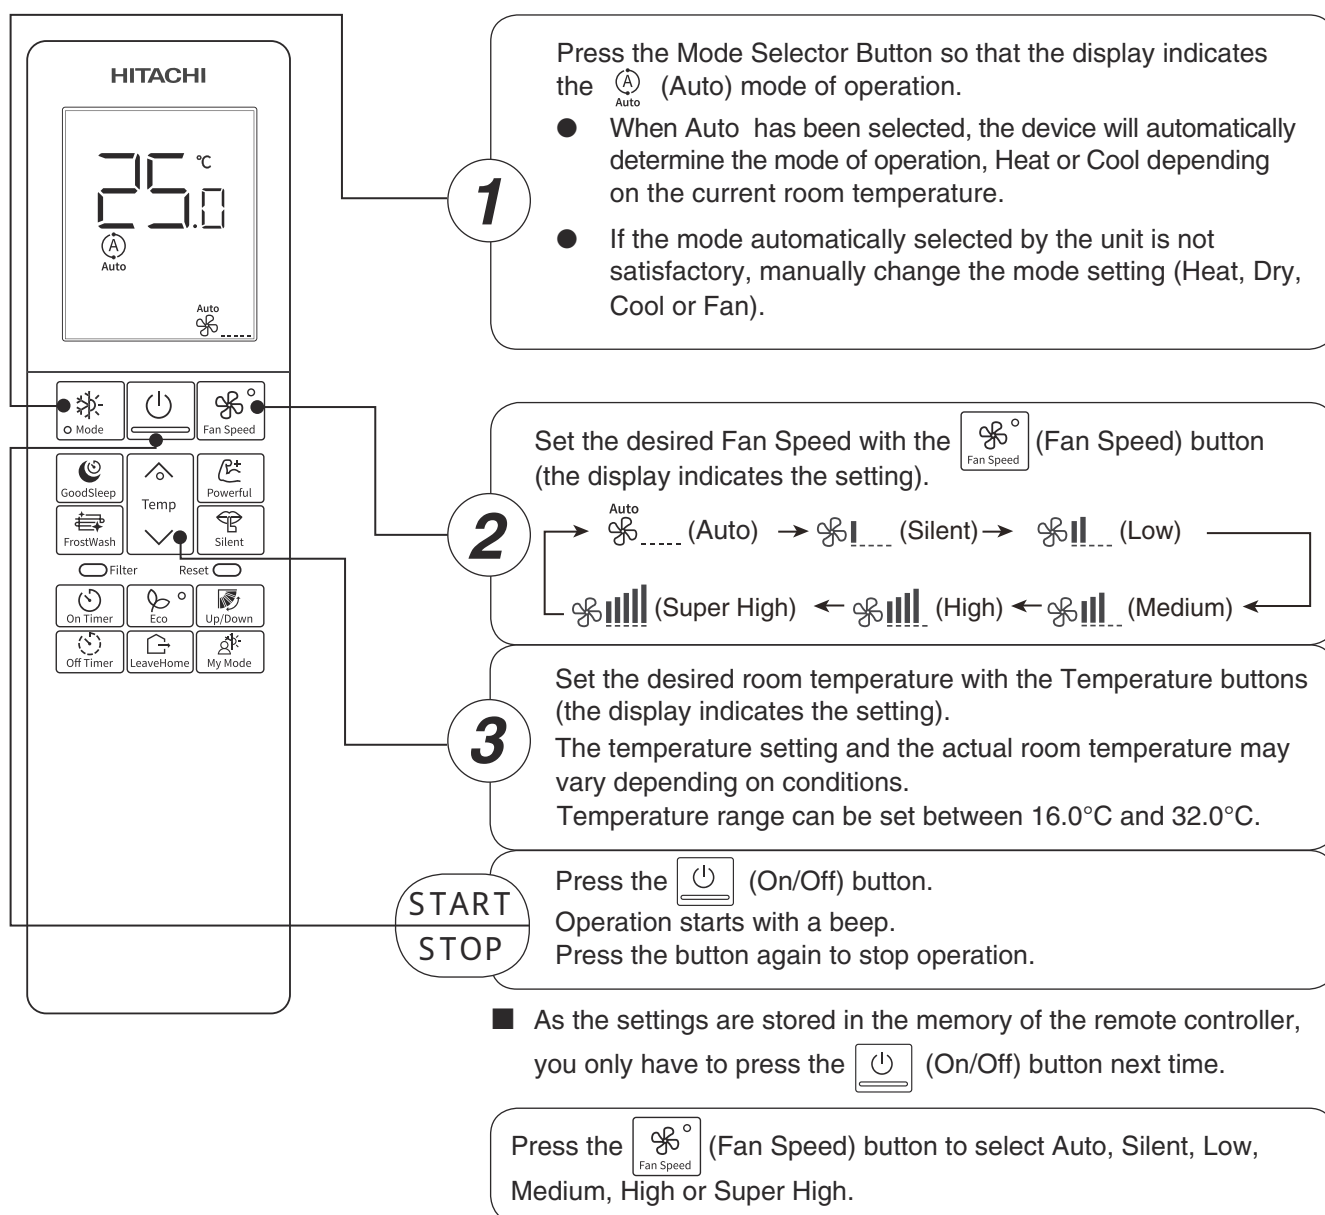 HITACHI
25.0 °C
A
Auto
Auto
Mode
Fan Speed
GoodSleep
Temp
Powerful
FrostWash
Silent
Filter
Reset
On Timer
Eco
Up/Down
Off Timer
LeaveHome
My Mode
1
Press the Mode Selector Button so that the display indicates
the A Auto (Auto) mode of operation.
● When Auto has been selected, the device will automatically
determine the mode of operation, Heat or Cool depending
on the current room temperature.
● If the mode automatically selected by the unit is not
satisfactory, manually change the mode setting (Heat, Dry,
Cool or Fan).
2
Set the desired Fan Speed with the Fan Speed (Fan Speed) button
(the display indicates the setting).
Auto (Auto) → (Silent) → (Low)
(Super High) ← (High) ← (Medium)
3
Set the desired room temperature with the Temperature buttons
(the display indicates the setting).
The temperature setting and the actual room temperature may
vary depending on conditions.
Temperature range can be set between 16.0°C and 32.0°C.
START
STOP
Press the (On/Off) button.
Operation starts with a beep.
Press the button again to stop operation.
■ As the settings are stored in the memory of the remote controller,
you only have to press the (On/Off) button next time.
Press the Fan Speed (Fan Speed) button to select Auto, Silent, Low,
Medium, High or Super High.